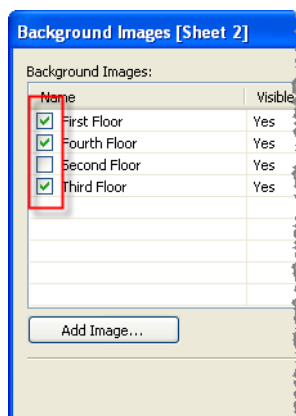 Background Images [Sheet 2]
Background Images:
Name Visible
First Floor Yes
Fourth Floor Yes
Second Floor Yes
Third Floor Yes
Add Image...